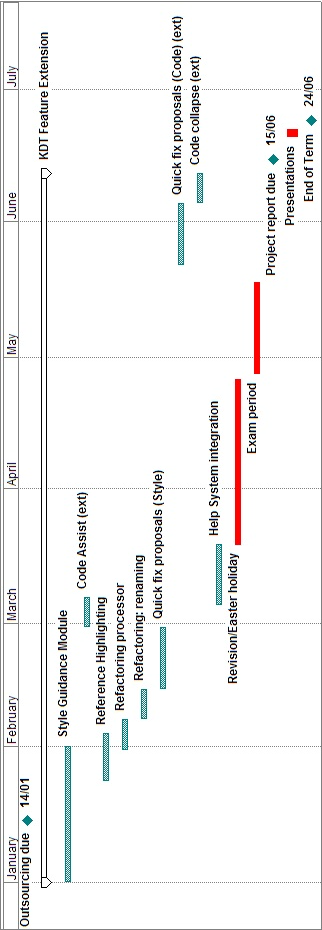 January February March April May June July
Outsourcing due 14/01
KDT Feature Extension
Style Guidance Module
Code Assist (ext)
Reference Highlighting
Refactoring processor
Refactoring: renaming
Quick fix proposals (Style)
Quick fix proposals (Code) (ext)
Code collapse (ext)
Help System integration
Revision/Easter holiday
Exam period
Project report due 15/06
Presentations
End of Term 24/06